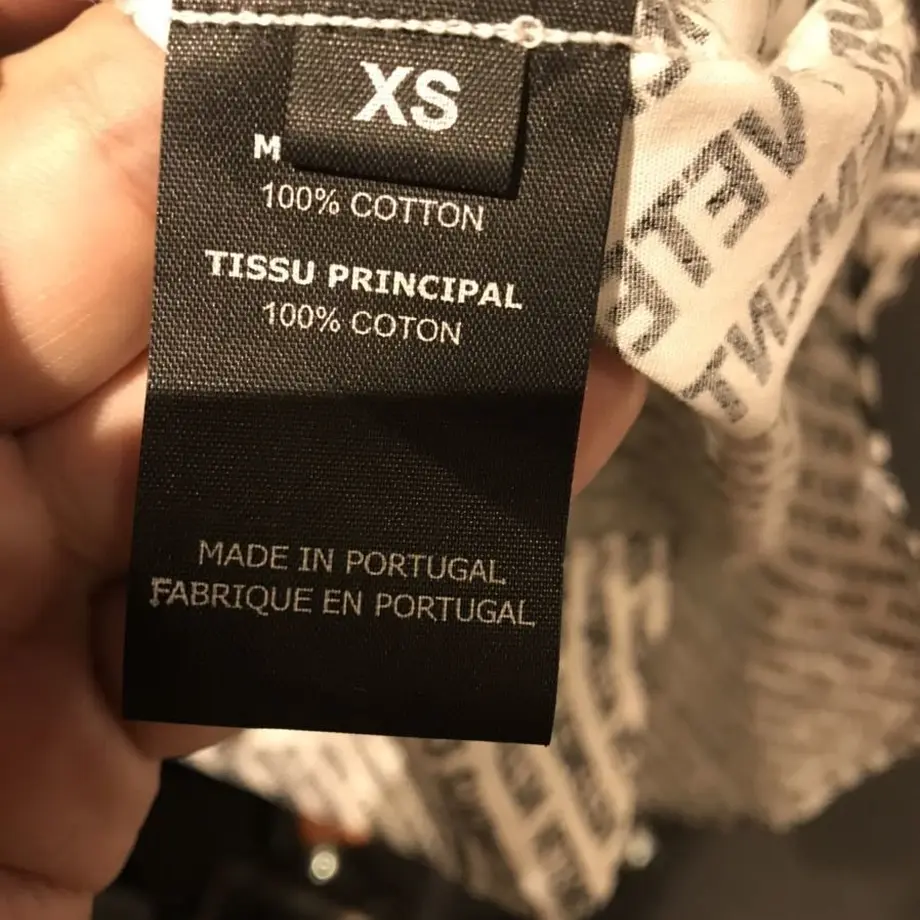 XS
M
100% COTTON
TISSU PRINCIPAL
100% COTON
MADE IN PORTUGAL
FABRIQUE EN PORTUGAL